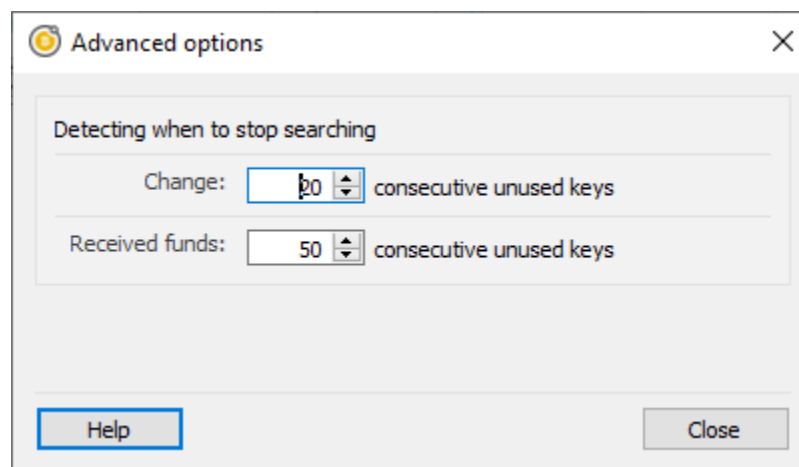 Advanced options
Detecting when to stop searching
Change: 20 consecutive unused keys
Received funds: 50 consecutive unused keys
Help Close